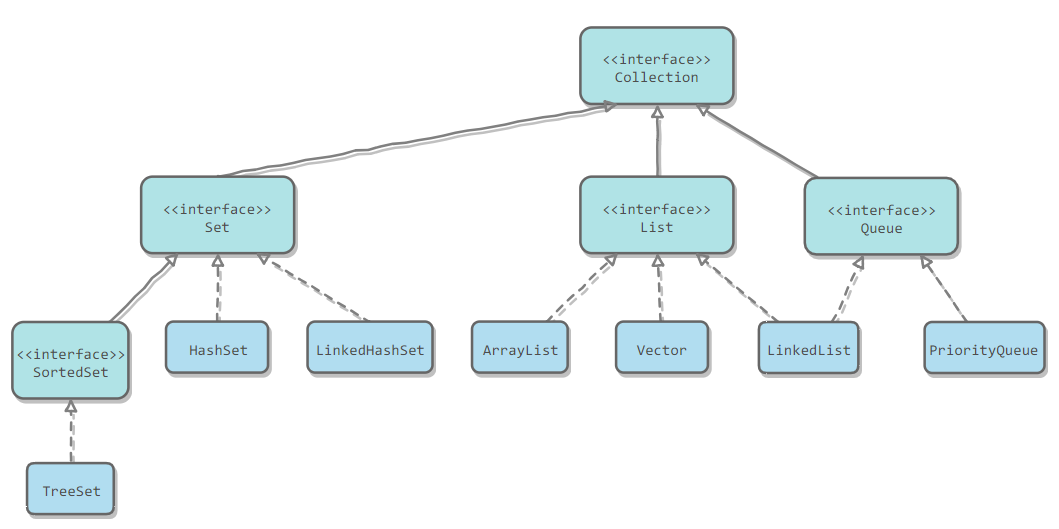 <<interface>>
Collection
<<interface>>
Set
<<interface>>
List
<<interface>>
Queue
<<interface>>
SortedSet
HashSet
LinkedHashSet
ArrayList
Vector
LinkedList
PriorityQueue
TreeSet